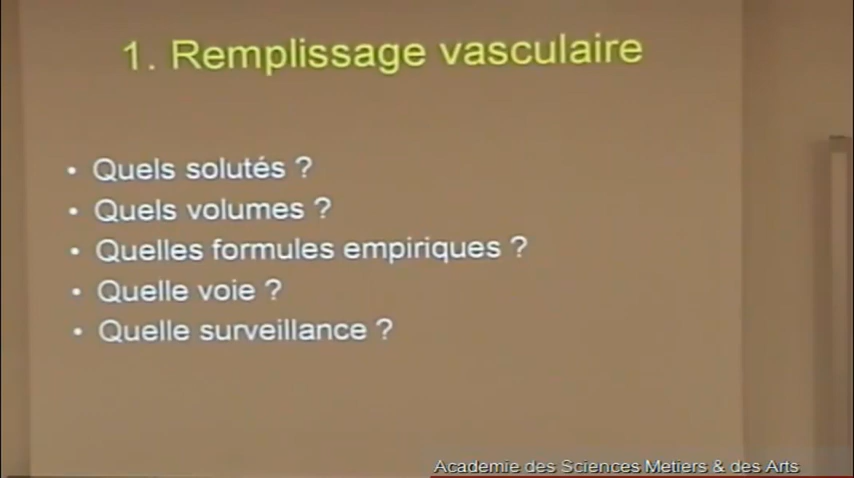 1. Remplissage vasculaire
• Quels solutés ?
• Quels volumes ?
• Quelles formules empiriques ?
• Quelle voie ?
• Quelle surveillance ?
Academie des Sciences Metiers & des Arts